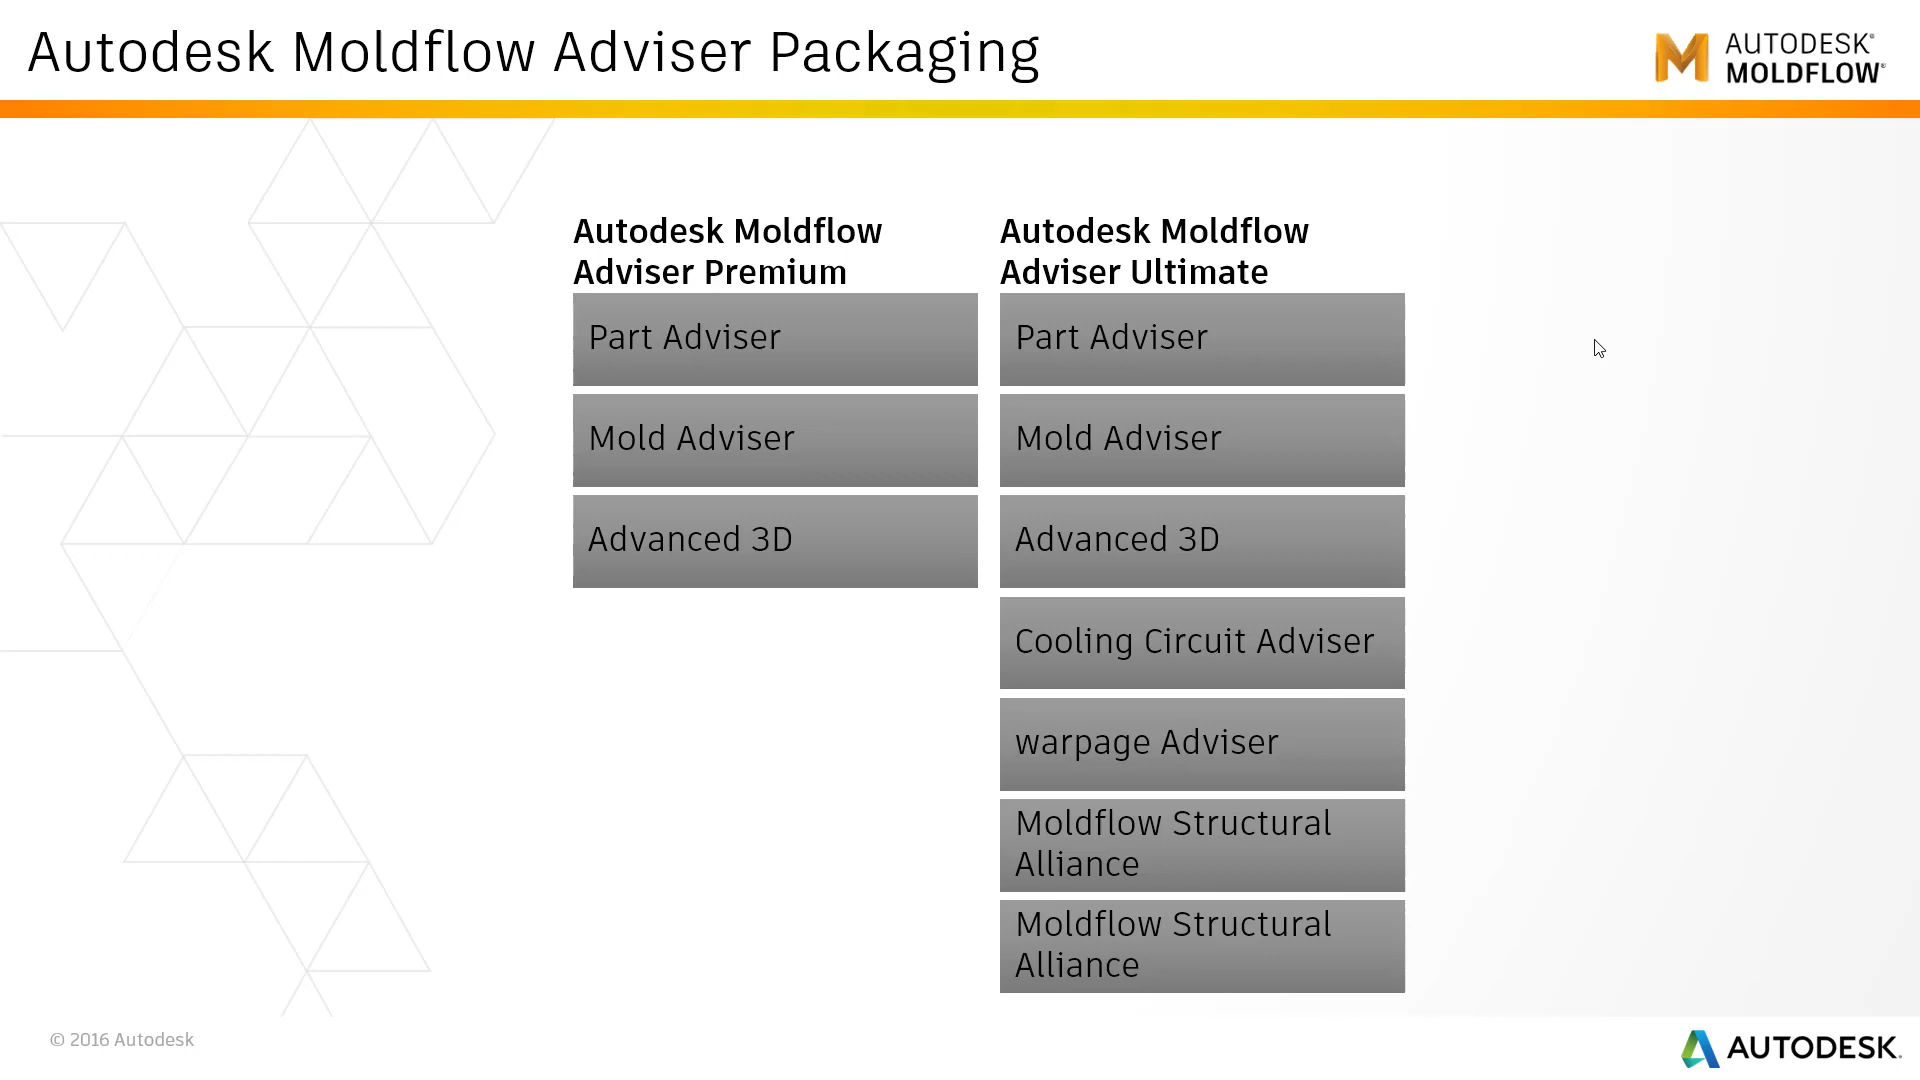 Autodesk Moldflow Adviser Packaging
AUTODESK®
MOLDFLOW®
Autodesk Moldflow
Adviser Premium
Part Adviser
Mold Adviser
Advanced 3D
Autodesk Moldflow
Adviser Ultimate
Part Adviser
Mold Adviser
Advanced 3D
Cooling Circuit Adviser
warpage Adviser
Moldflow Structural
Alliance
Moldflow Structural
Alliance
© 2016 Autodesk
AUTODESK.